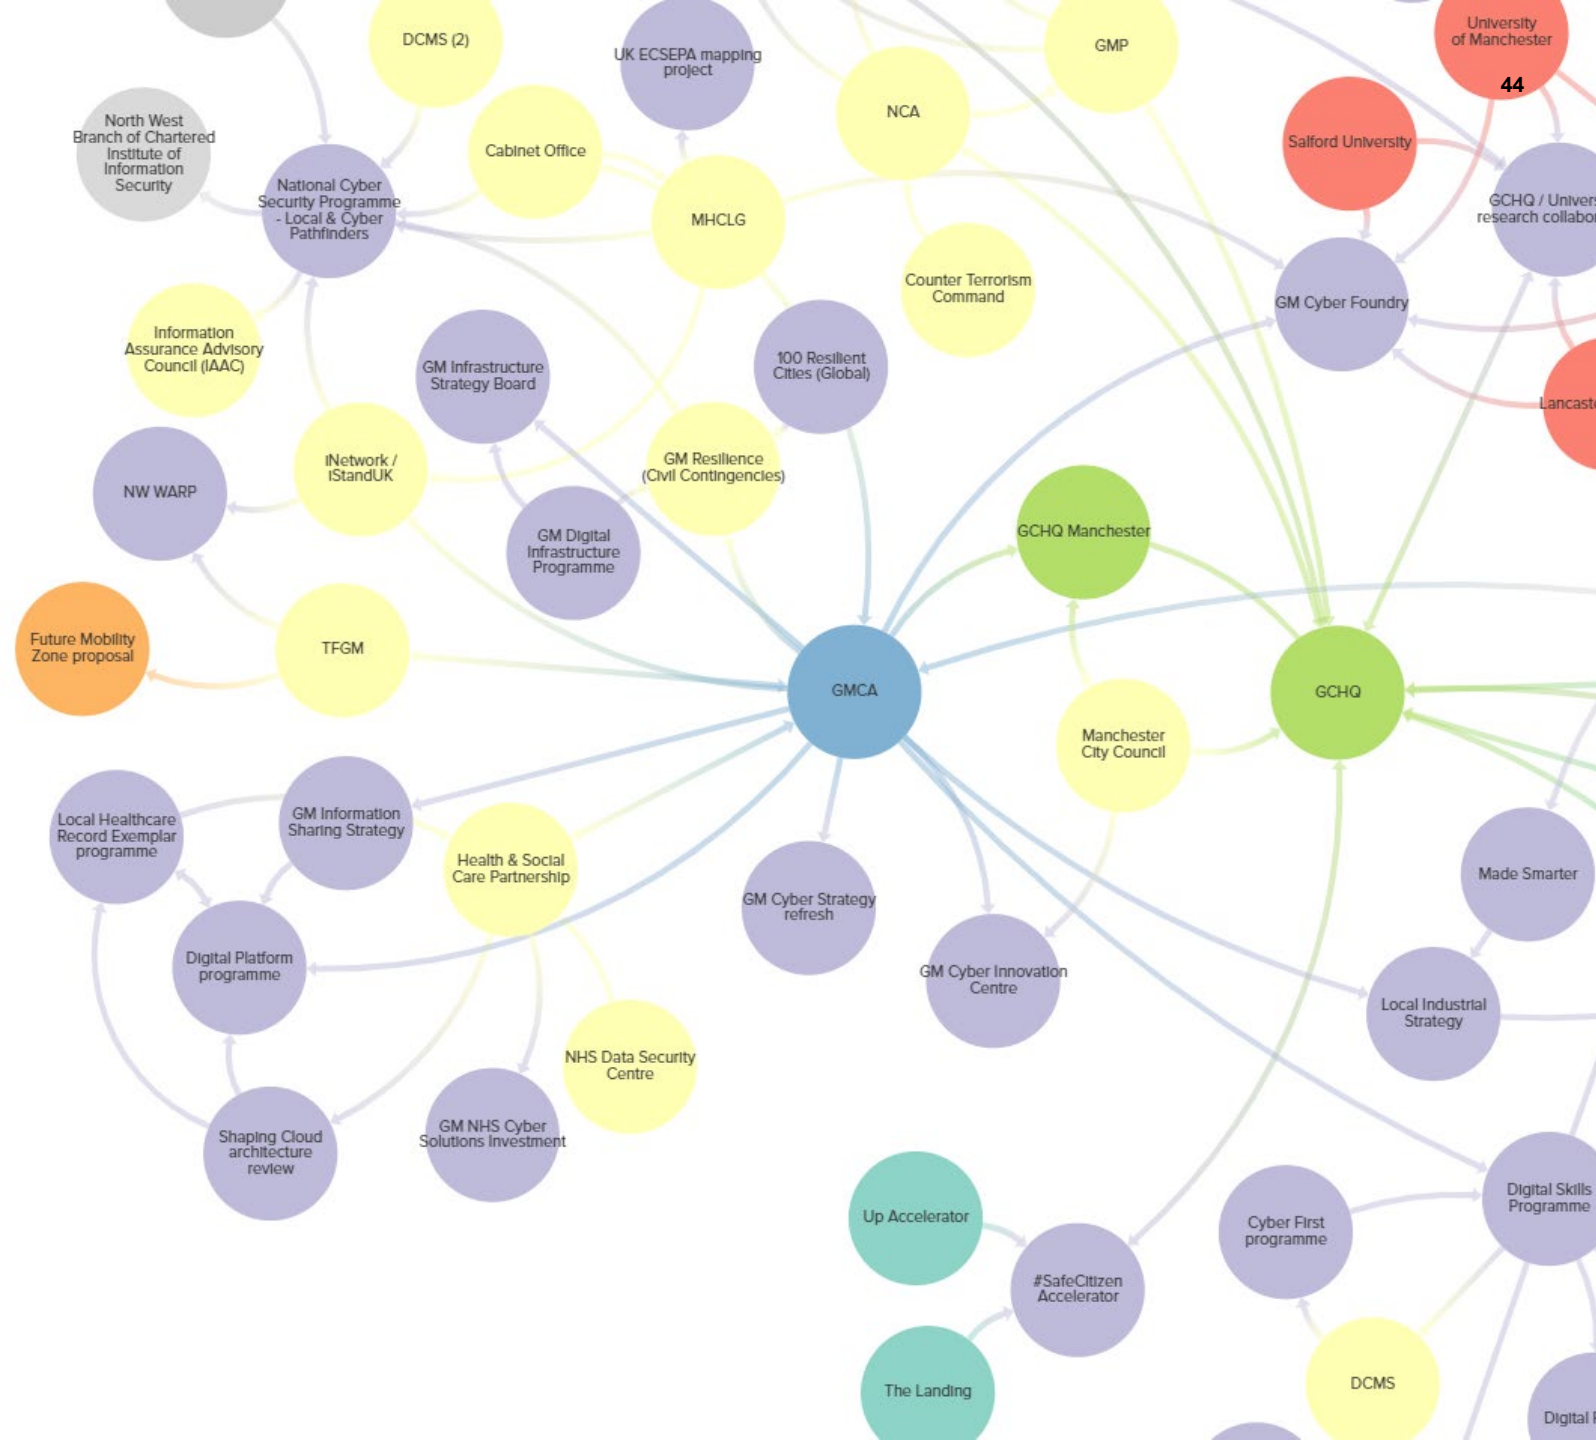 DCMS (2)
UK ECSEPA mapping
project
GMP
University
of Manchester
44
North West
Branch of Chartered
Institute of
Information
Security
Cabinet Office
NCA
Salford University
National Cyber
Security Programme
- Local & Cyber
Pathfinders
MHCLG
GCHQ / Univers
research collabor
Counter Terrorism
Command
GM Cyber Foundry
Information
Assurance Advisory
Council (IAAC)
GM Infrastructure
Strategy Board
100 Resilient
Cities (Global)
Lancaste
NW WARP
iNetwork /
iStandUK
GM Resilience
(Civil Contingencies)
GM Digital
Infrastructure
Programme
GCHQ Manchester
Future Mobility
Zone proposal
TFGM
GMCA
GCHQ
Manchester
City Council
Local Healthcare
Record Exemplar
programme
GM Information
Sharing Strategy
Health & Social
Care Partnership
Made Smarter
GM Cyber Strategy
refresh
Digital Platform
programme
GM Cyber Innovation
Centre
Local Industrial
Strategy
NHS Data Security
Centre
GM NHS Cyber
Solutions Investment
Shaping Cloud
architecture
review
Up Accelerator
Cyber First
programme
Digital Skills
Programme
#SafeCitizen
Accelerator
The Landing
DCMS
Digital